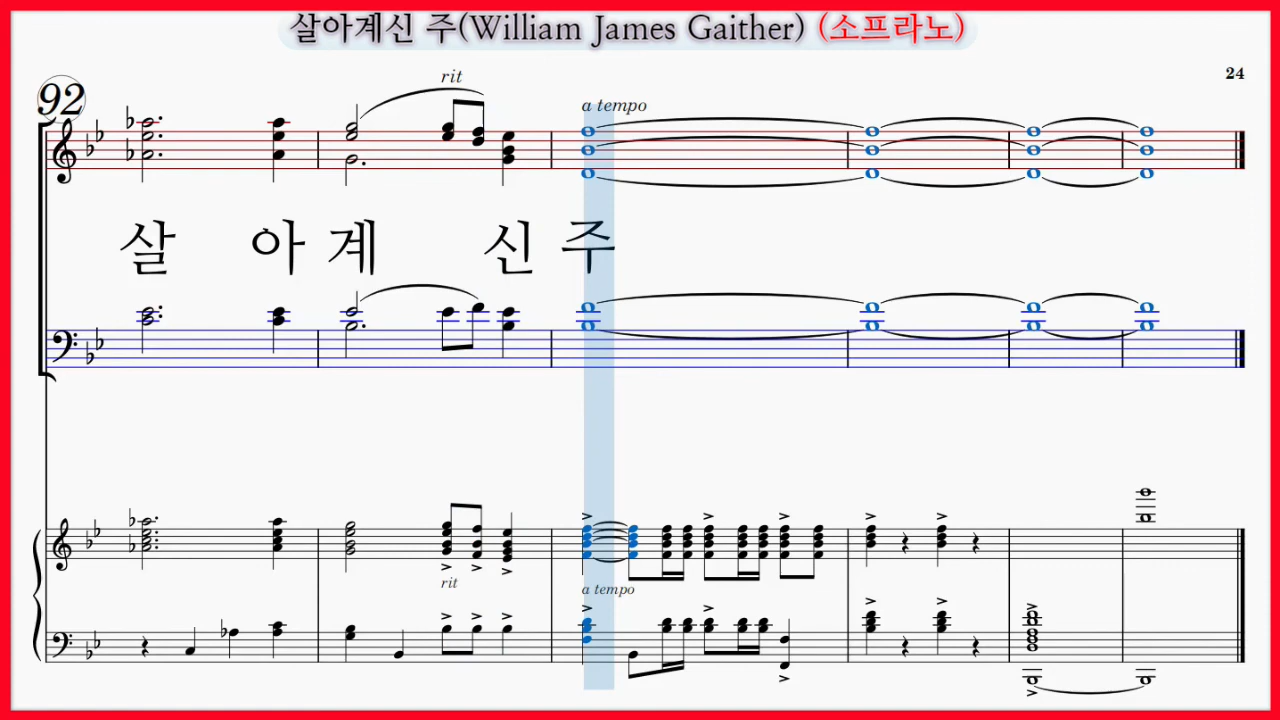 살아계신 주(William James Gaither) (소프라노)
24
92
rit
a tempo
살 아 계 신 주
rit
a tempo